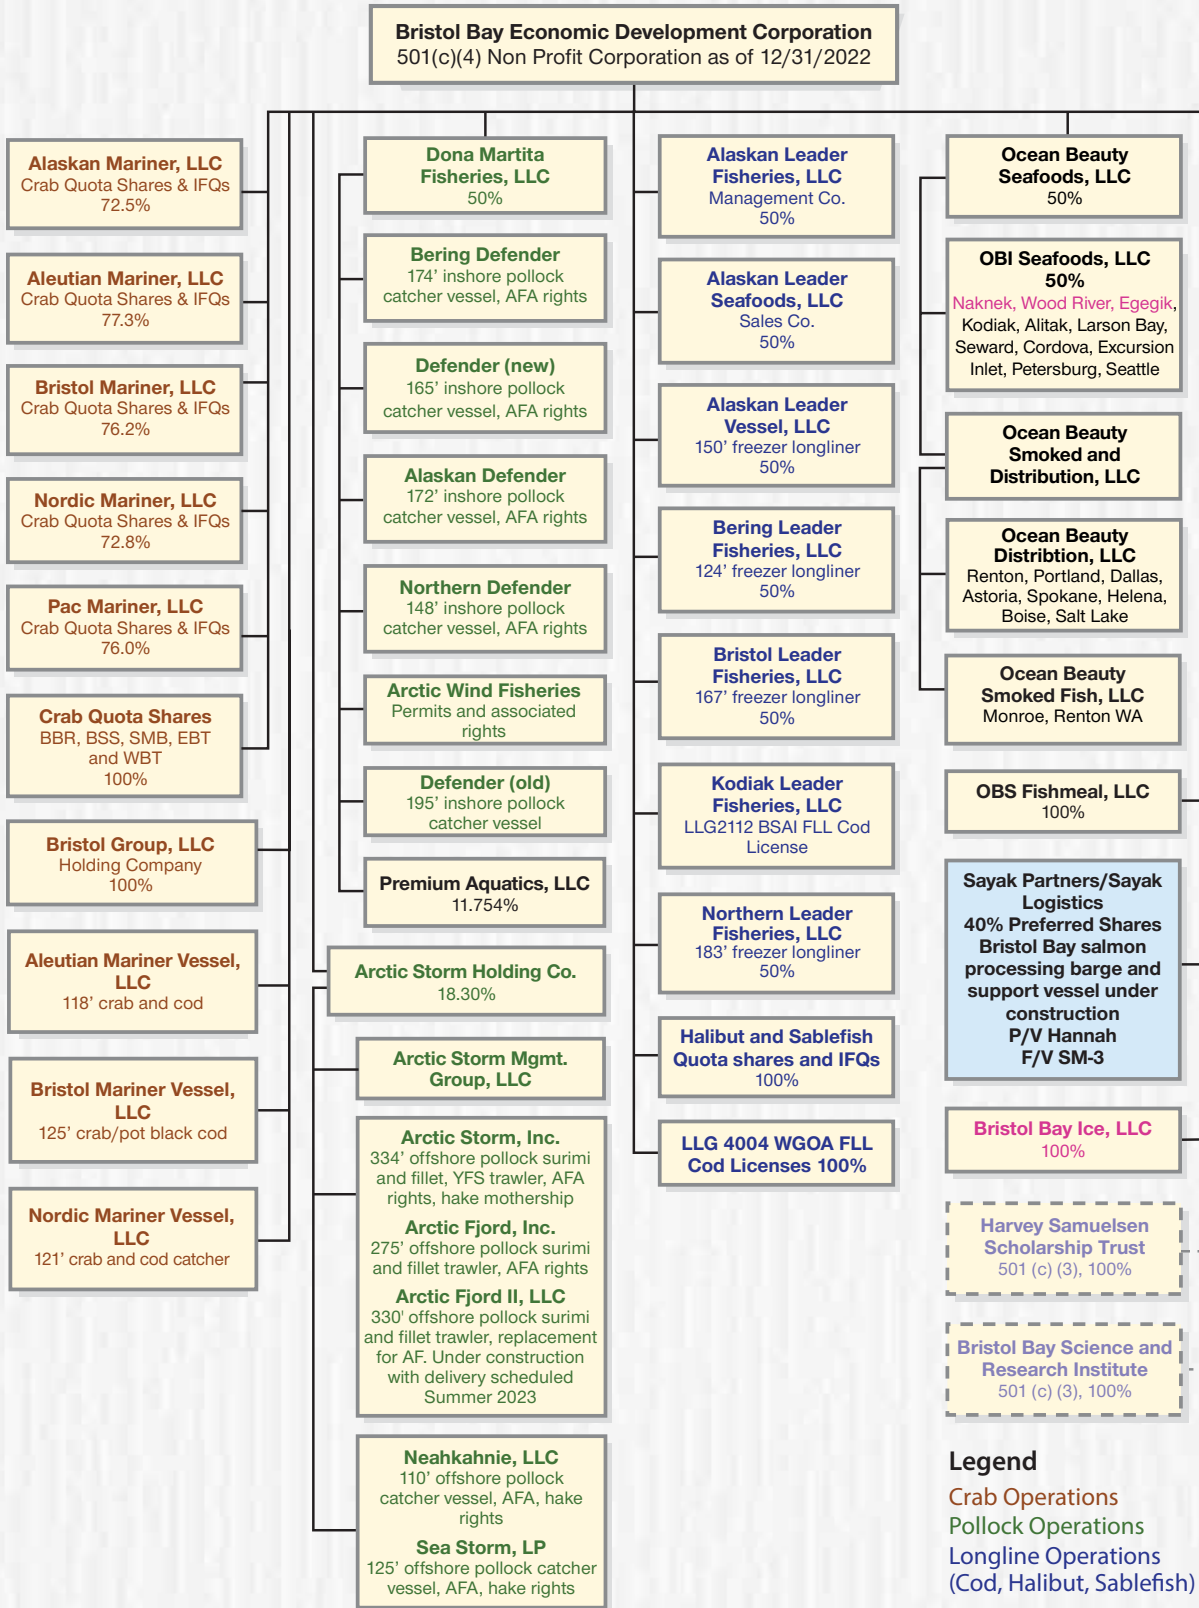 Bristol Bay Economic Development Corporation
501(c)(4) Non Profit Corporation as of 12/31/2022
Alaskan Mariner, LLC
Crab Quota Shares & IFQs
72.5%
Aleutian Mariner, LLC
Crab Quota Shares & IFQs
77.3%
Bristol Mariner, LLC
Crab Quota Shares & IFQs
76.2%
Nordic Mariner, LLC
Crab Quota Shares & IFQs
72.8%
Pac Mariner, LLC
Crab Quota Shares & IFQs
76.0%
Crab Quota Shares
BBR, BSS, SMB, EBT
and WBT
100%
Bristol Group, LLC
Holding Company
100%
Aleutian Mariner Vessel,
LLC
118’ crab and cod
Bristol Mariner Vessel,
LLC
125’ crab/pot black cod
Nordic Mariner Vessel,
LLC
121’ crab and cod catcher
Dona Martita
Fisheries, LLC
50%
Bering Defender
174’ inshore pollock
catcher vessel, AFA rights
Defender (new)
165’ inshore pollock
catcher vessel, AFA rights
Alaskan Defender
172’ inshore pollock
catcher vessel, AFA rights
Northern Defender
148’ inshore pollock
catcher vessel, AFA rights
Arctic Wind Fisheries
Permits and associated
rights
Defender (old)
195’ inshore pollock
catcher vessel
Premium Aquatics, LLC
11.754%
Arctic Storm Holding Co.
18.30%
Arctic Storm Mgmt.
Group, LLC
Arctic Storm, Inc.
334’ offshore pollock surimi
and fillet, YFS trawler, AFA
rights, hake mothership
Arctic Fjord, Inc.
275’ offshore pollock surimi
and fillet trawler, AFA rights
Arctic Fjord II, LLC
330' offshore pollock surimi
and fillet trawler, replacement
for AF. Under construction
with delivery scheduled
Summer 2023
Neahkahnie, LLC
110’ offshore pollock
catcher vessel, AFA, hake
rights
Sea Storm, LP
125’ offshore pollock catcher
vessel, AFA, hake rights
Alaskan Leader
Fisheries, LLC
Management Co.
50%
Alaskan Leader
Seafoods, LLC
Sales Co.
50%
Alaskan Leader
Vessel, LLC
150’ freezer longliner
50%
Bering Leader
Fisheries, LLC
124’ freezer longliner
50%
Bristol Leader
Fisheries, LLC
167’ freezer longliner
50%
Kodiak Leader
Fisheries, LLC
LLG2112 BSAI FLL Cod
License
Northern Leader
Fisheries, LLC
183’ freezer longliner
50%
Halibut and Sablefish
Quota shares and IFQs
100%
LLG 4004 WGOA FLL
Cod Licenses 100%
Ocean Beauty
Seafoods, LLC
50%
OBI Seafoods, LLC
50%
Naknek, Wood River, Egegik,
Kodiak, Alitak, Larson Bay,
Seward, Cordova, Excursion
Inlet, Petersburg, Seattle
Ocean Beauty
Smoked and
Distribution, LLC
Ocean Beauty
Distribtion, LLC
Renton, Portland, Dallas,
Astoria, Spokane, Helena,
Boise, Salt Lake
Ocean Beauty
Smoked Fish, LLC
Monroe, Renton WA
OBS Fishmeal, LLC
100%
Sayak Partners/Sayak
Logistics
40% Preferred Shares
Bristol Bay salmon
processing barge and
support vessel under
construction
P/V Hannah
F/V SM-3
Bristol Bay Ice, LLC
100%
Harvey Samuelsen
Scholarship Trust
501 (c) (3), 100%
Bristol Bay Science and
Research Institute
501 (c) (3), 100%
Legend
Crab Operations
Pollock Operations
Longline Operations
(Cod, Halibut, Sablefish)